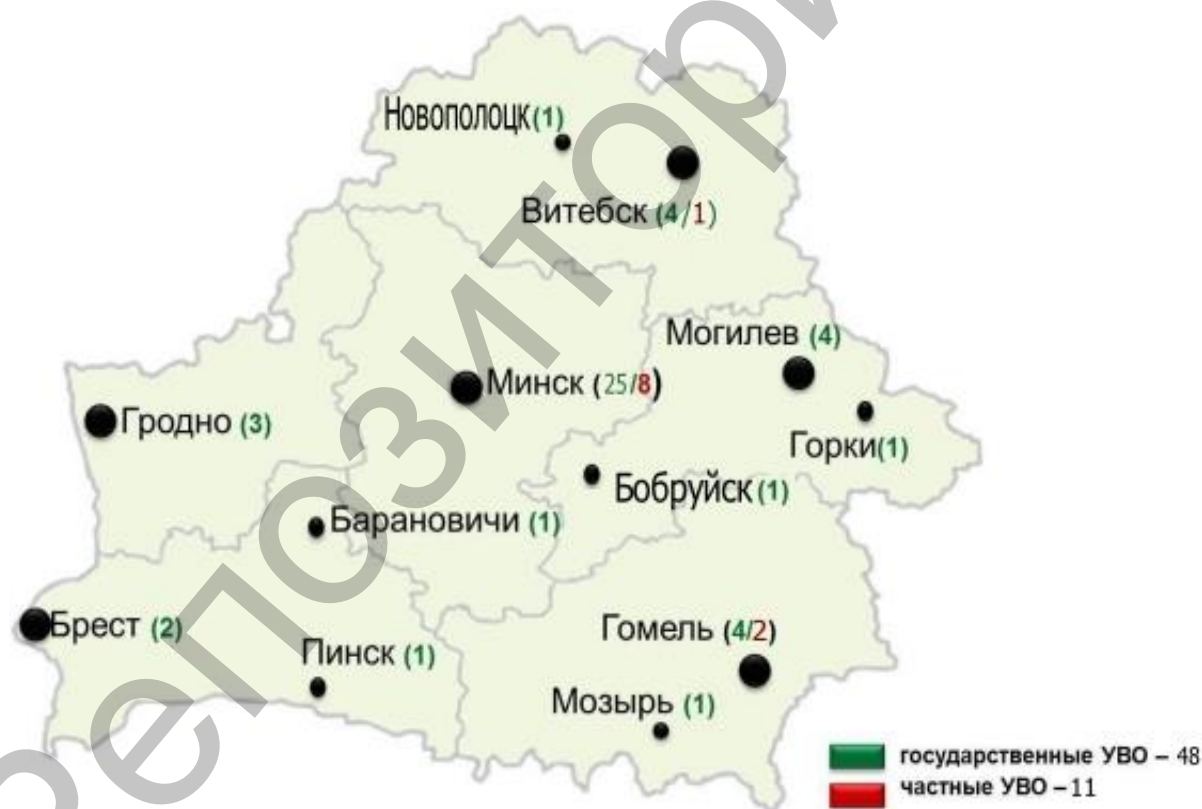 Новополоцк(1)
Витебск (4/1)
Могилев (4)
Минск (25/8)
Гродно (3)
Горки(1)
Бобруйск (1)
Барановичи (1)
Брест (2)
Гомель (4/2)
Пинск (1)
Мозырь (1)
государственные УВО – 48
частные УВО – 11
репозитори